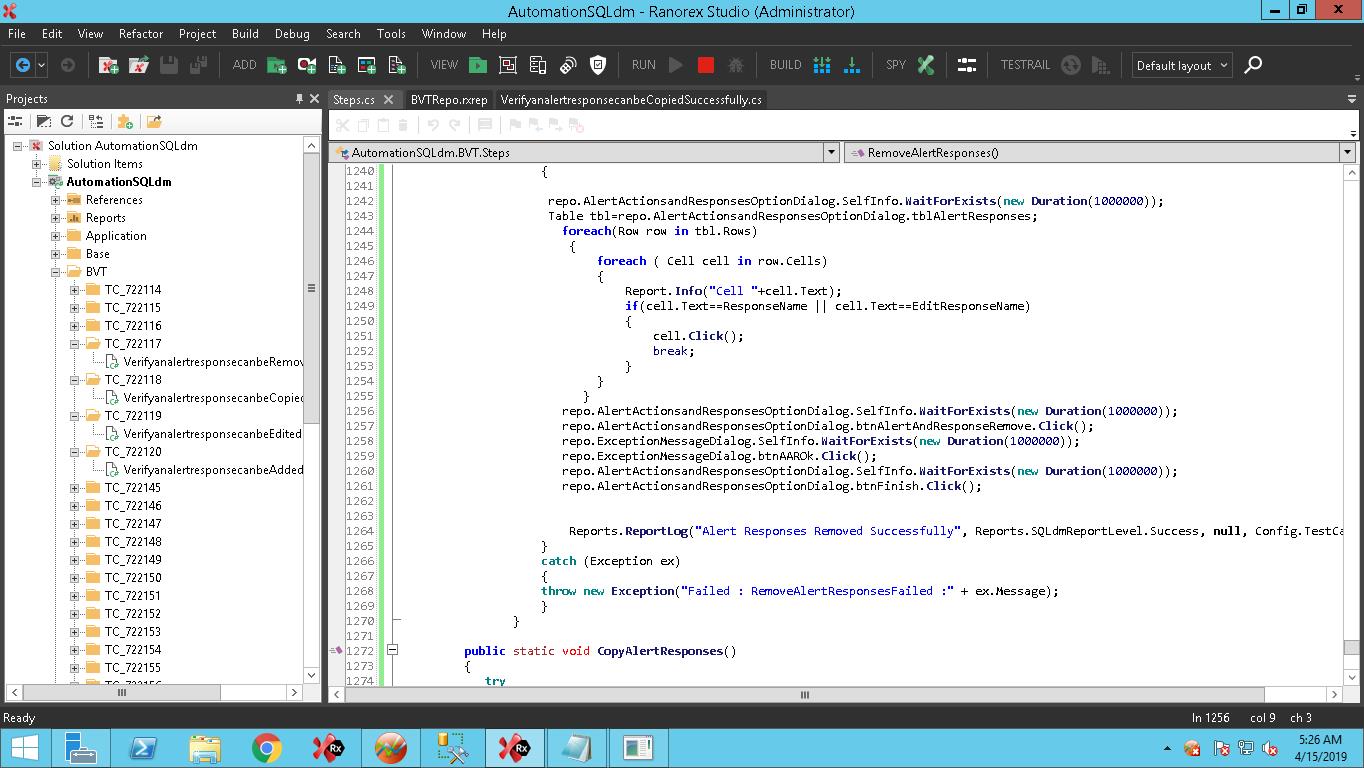 AutomationSQLdm - Ranorex Studio (Administrator)
File Edit View Refactor Project Build Debug Search Tools Window Help
ADD VIEW RUN BUILD SPY TESTRAIL Default layout
Projects
Steps.cs BVTRepo.rxrep VerifyanalertresponsecanbeCopiedSuccessfully.cs
AutomationSQLdm.BVT.Steps RemoveAlertResponses()
Solution AutomationSQLdm
Solution Items
AutomationSQLdm
References
Reports
Application
Base
BVT
TC_722114
TC_722115
TC_722116
TC_722117
VerifyanalertresponsecanbeRemov
TC_722118
VerifyanalertresponsecanbeCopied
TC_722119
VerifyanalertresponsecanbeEdited
TC_722120
VerifyanalertresponsecanbeAdded
TC_722145
TC_722146
TC_722147
TC_722148
TC_722149
TC_722150
TC_722151
TC_722152
TC_722153
TC_722154
TC_722155
1240 {
1241
1242 repo.AlertActionsandResponsesOptionDialog.SelfInfo.WaitForExists(new Duration(1000000));
1243 Table tbl=repo.AlertActionsandResponsesOptionDialog.tblAlertResponses;
1244 foreach(Row row in tbl.Rows)
1245 {
1246 foreach ( Cell cell in row.Cells)
1247 {
1248 Report.Info("Cell "+cell.Text);
1249 if(cell.Text==ResponseName || cell.Text==EditResponseName)
1250 {
1251 cell.Click();
1252 break;
1253 }
1254 }
1255 }
1256 repo.AlertActionsandResponsesOptionDialog.SelfInfo.WaitForExists(new Duration(1000000));
1257 repo.AlertActionsandResponsesOptionDialog.btnAlertAndResponseRemove.Click();
1258 repo.ExceptionMessageDialog.SelfInfo.WaitForExists(new Duration(1000000));
1259 repo.ExceptionMessageDialog.btnAAROk.Click();
1260 repo.AlertActionsandResponsesOptionDialog.SelfInfo.WaitForExists(new Duration(1000000));
1261 repo.AlertActionsandResponsesOptionDialog.btnFinish.Click();
1262
1263
1264 Reports.ReportLog("Alert Responses Removed Successfully", Reports.SQLdmReportLevel.Success, null, Config.TestCa
1265 }
1266 catch (Exception ex)
1267 {
1268 throw new Exception("Failed : RemoveAlertResponsesFailed :" + ex.Message);
1269 }
1270 }
1271
1272 public static void CopyAlertResponses()
1273 {
1274 try
Ready Ln 1256 col 9 ch 3
Rx Rx
5:26 AM
4/15/2019